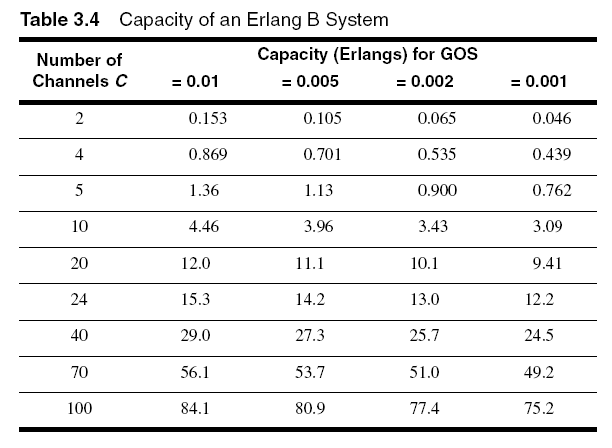 Table 3.4 Capacity of an Erlang B System
Number of Channels C Capacity (Erlangs) for GOS
= 0.01 = 0.005 = 0.002 = 0.001
2 0.153 0.105 0.065 0.046
4 0.869 0.701 0.535 0.439
5 1.36 1.13 0.900 0.762
10 4.46 3.96 3.43 3.09
20 12.0 11.1 10.1 9.41
24 15.3 14.2 13.0 12.2
40 29.0 27.3 25.7 24.5
70 56.1 53.7 51.0 49.2
100 84.1 80.9 77.4 75.2